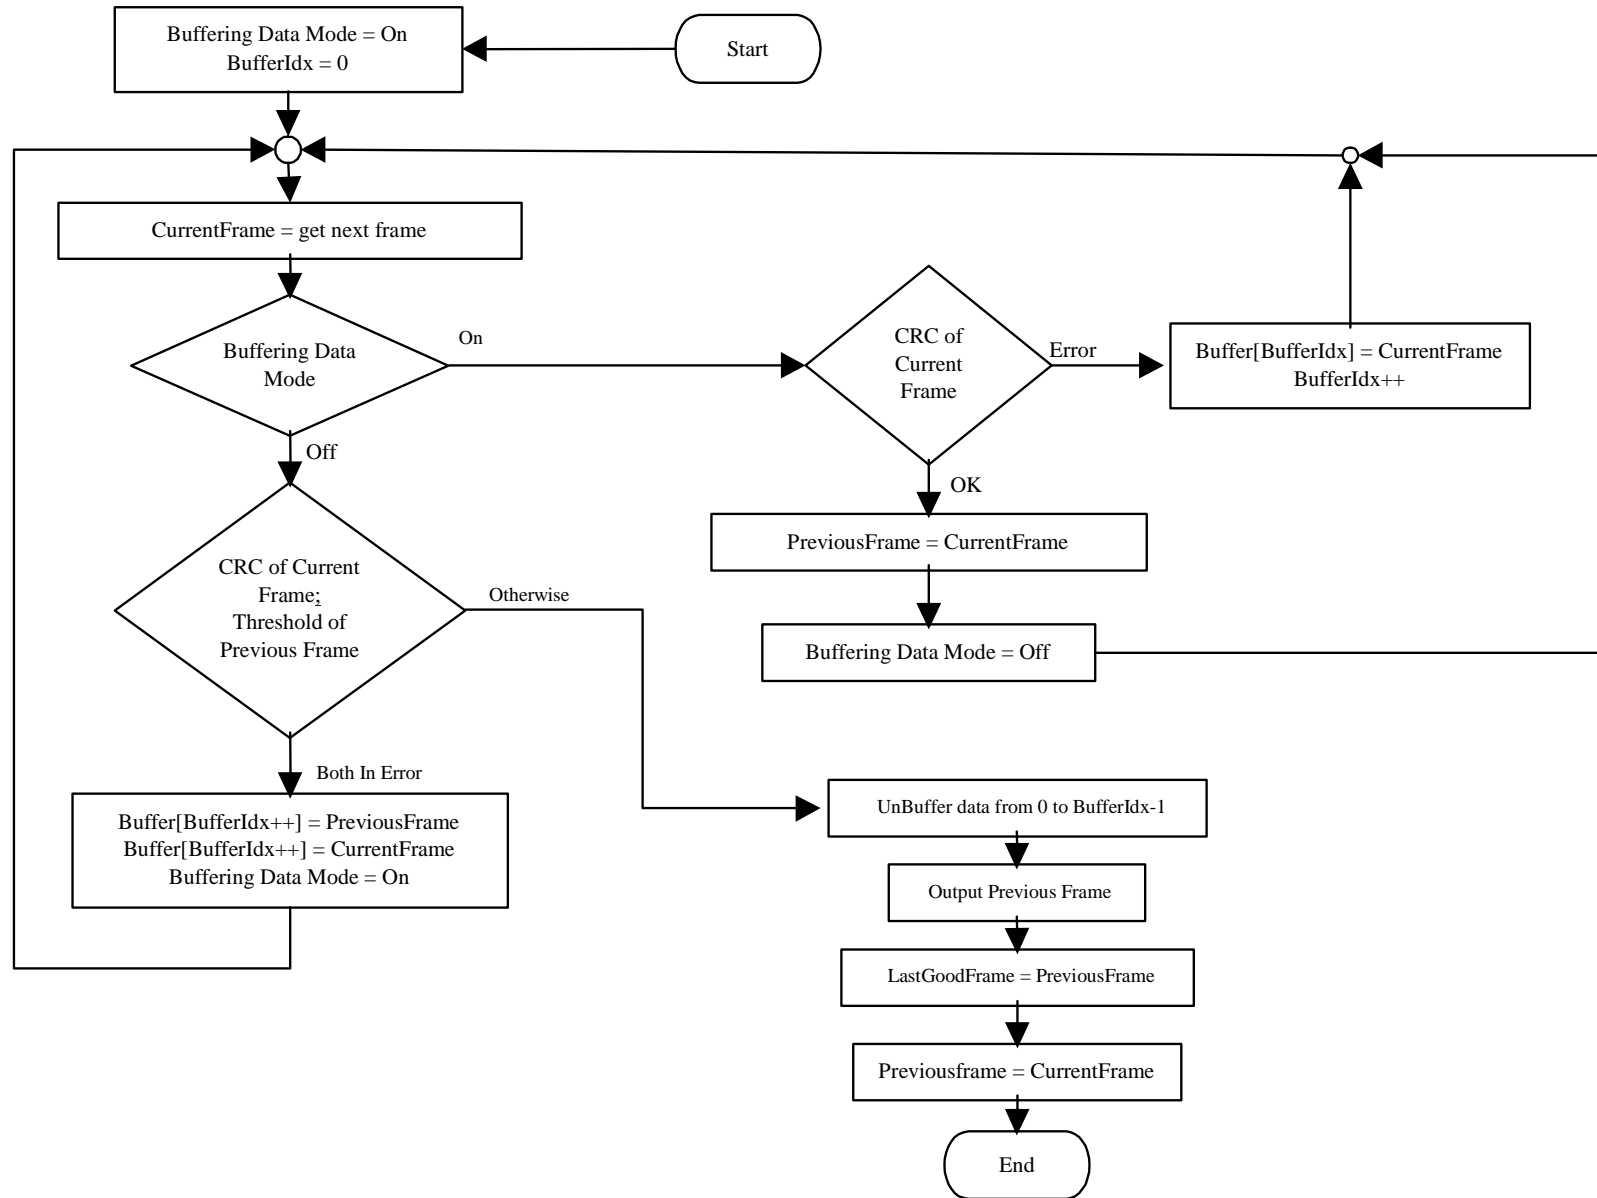 Buffering Data Mode = On
BufferIdx = 0
Start
CurrentFrame = get next frame
Buffering Data
Mode
On
CRC of
Current
Frame
Error
Buffer[BufferIdx] = CurrentFrame
BufferIdx++
Off
OK
PreviousFrame = CurrentFrame
CRC of Current
Frame;
Threshold of
Previous Frame
Otherwise
Buffering Data Mode = Off
Both In Error
Buffer[BufferIdx++] = PreviousFrame
Buffer[BufferIdx++] = CurrentFrame
Buffering Data Mode = On
UnBuffer data from 0 to BufferIdx-1
Output Previous Frame
LastGoodFrame = PreviousFrame
Previousframe = CurrentFrame
End